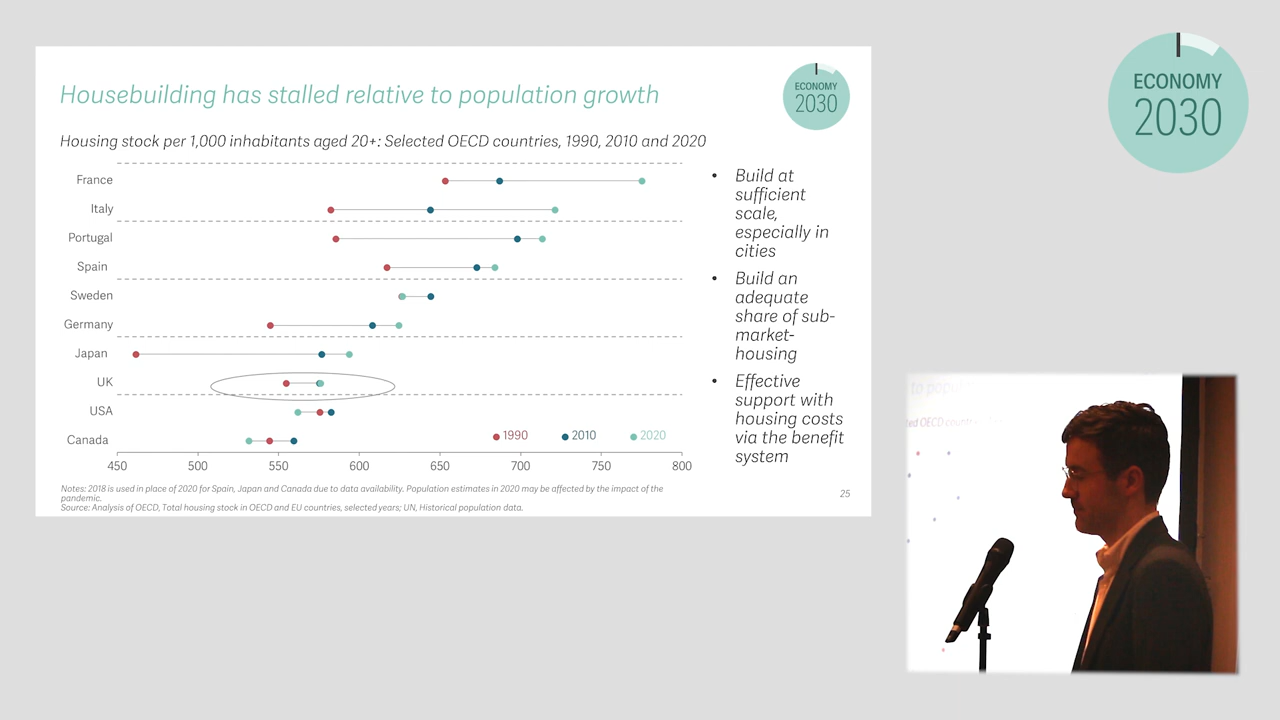 ECONOMY
2030
Housebuilding has stalled relative to population growth
ECONOMY
2030
Housing stock per 1,000 inhabitants aged 20+: Selected OECD countries, 1990, 2010 and 2020
France
Italy
Portugal
Spain
Sweden
Germany
Japan
UK
USA
Canada
1990
2010
2020
450 500 550 600 650 700 750 800
• Build at
sufficient
scale,
especially in
cities
• Build an
adequate
share of sub-
market-
housing
• Effective
support with
housing costs
via the benefit
system
Notes: 2018 is used in place of 2020 for Spain, Japan and Canada due to data availability. Population estimates in 2020 may be affected by the impact of the
pandemic.
Source: Analysis of OECD, Total housing stock in OECD and EU countries, selected years; UN, Historical population data.
25